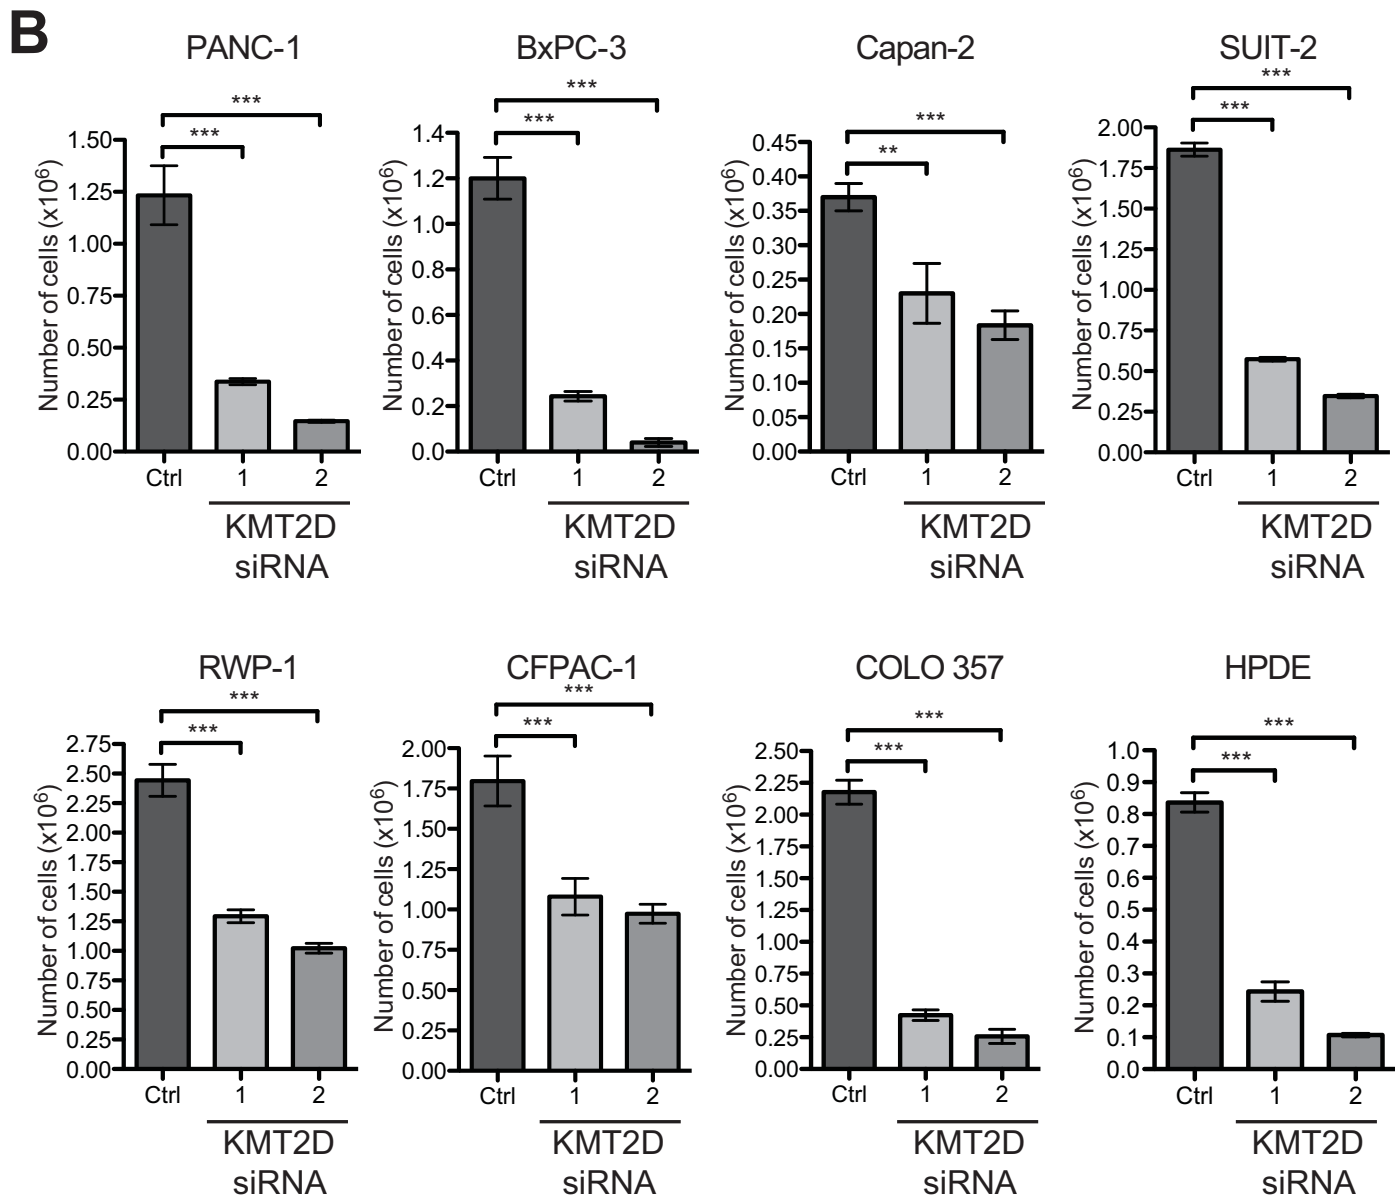 B
PANC-1
***
***
Number of cells (x10⁶)
1.50
1.25
1.00
0.75
0.50
0.25
0.00
Ctrl 1 2
KMT2D
siRNA
BxPC-3
***
***
Number of cells (x10⁶)
1.4
1.2
1.0
0.8
0.6
0.4
0.2
0.0
Ctrl 1 2
KMT2D
siRNA
Capan-2
***
**
Number of cells (x10⁶)
0.45
0.40
0.35
0.30
0.25
0.20
0.15
0.10
0.05
0.00
Ctrl 1 2
KMT2D
siRNA
SUIT-2
***
***
Number of cells (x10⁶)
2.00
1.75
1.50
1.25
1.00
0.75
0.50
0.25
0.00
Ctrl 1 2
KMT2D
siRNA
RWP-1
***
***
Number of cells (x10⁶)
2.75
2.50
2.25
2.00
1.75
1.50
1.25
1.00
0.75
0.50
0.25
0.00
Ctrl 1 2
KMT2D
siRNA
CFPAC-1
***
***
Number of cells (x10⁶)
2.00
1.75
1.50
1.25
1.00
0.75
0.50
0.25
0.00
Ctrl 1 2
KMT2D
siRNA
COLO 357
***
***
Number of cells (x10⁶)
2.50
2.25
2.00
1.75
1.50
1.25
1.00
0.75
0.50
0.25
0.00
Ctrl 1 2
KMT2D
siRNA
HPDE
***
***
Number of cells (x10⁶)
1.0
0.9
0.8
0.7
0.6
0.5
0.4
0.3
0.2
0.1
0.0
Ctrl 1 2
KMT2D
siRNA